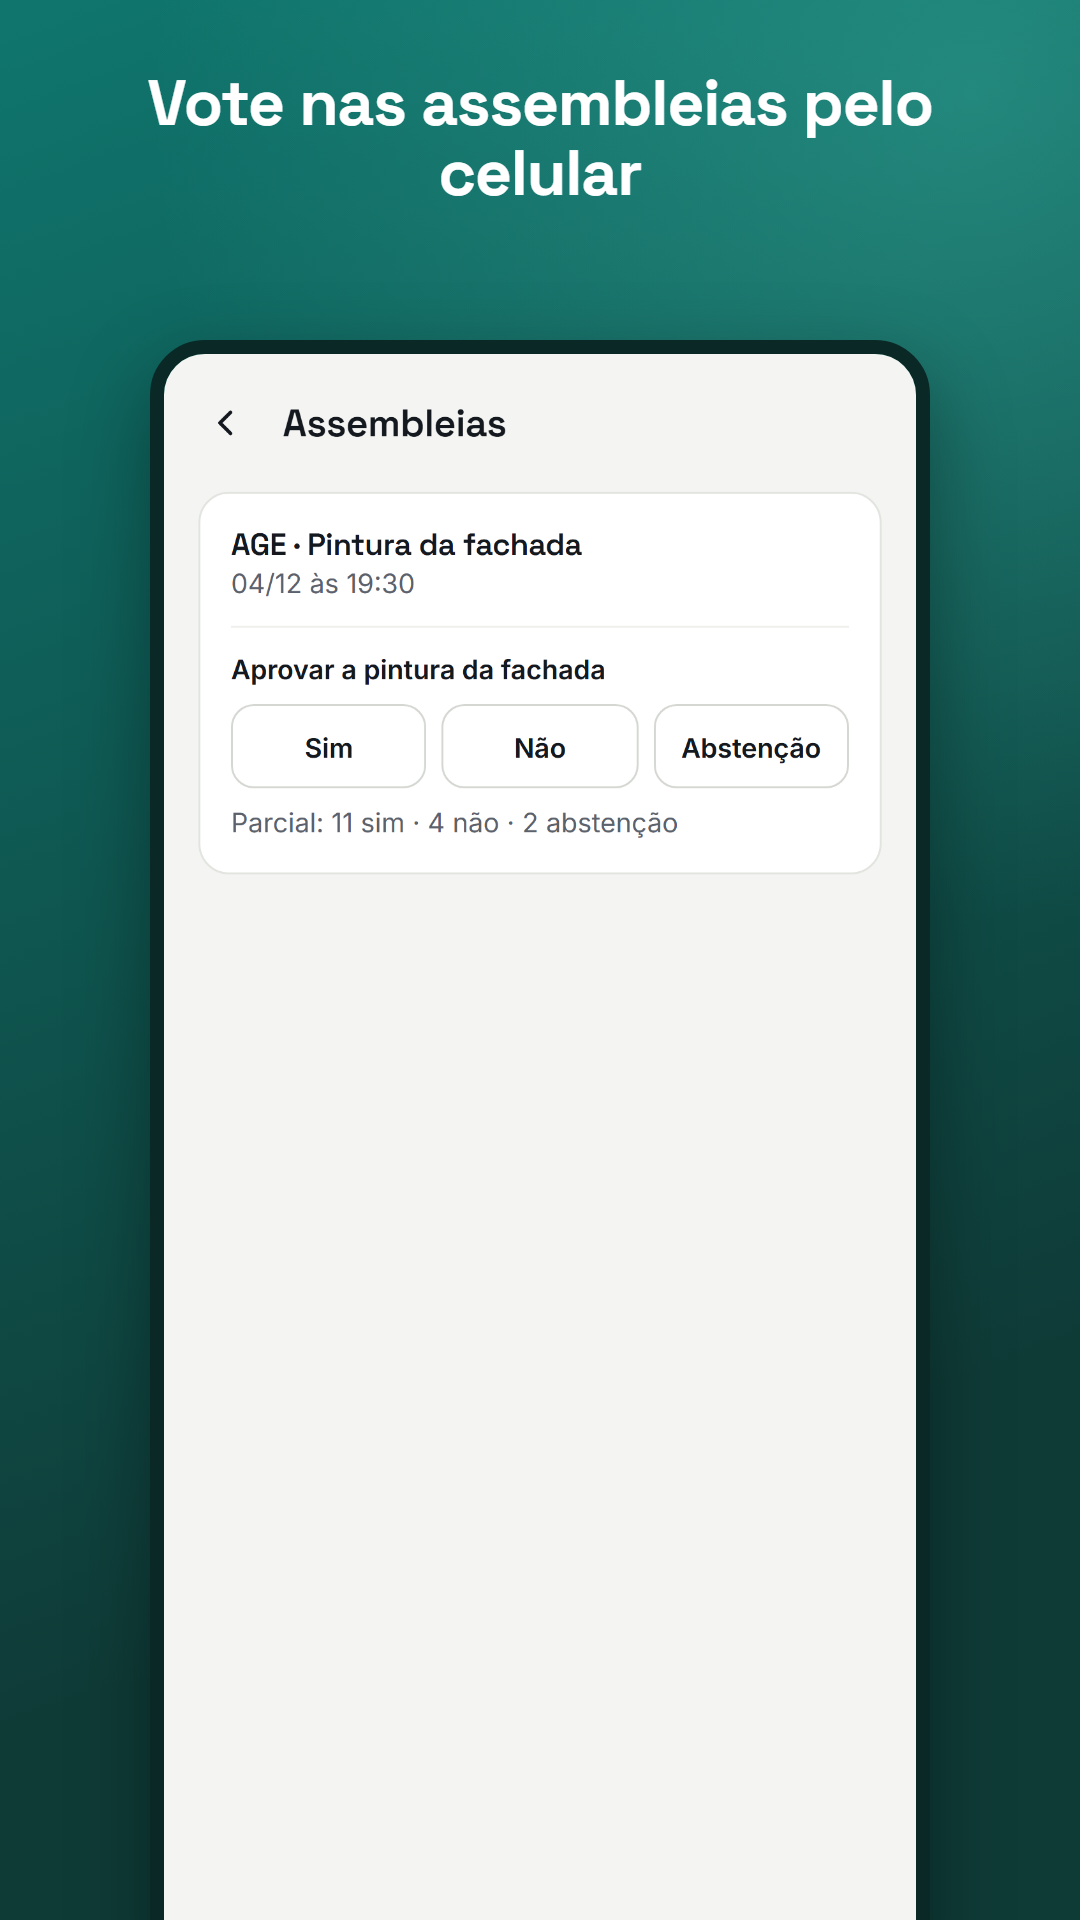 Vote nas assembleias pelo
celular
Assembleias
AGE · Pintura da fachada
04/12 às 19:30
Aprovar a pintura da fachada
Sim
Não
Abstenção
Parcial: 11 sim · 4 não · 2 abstenção